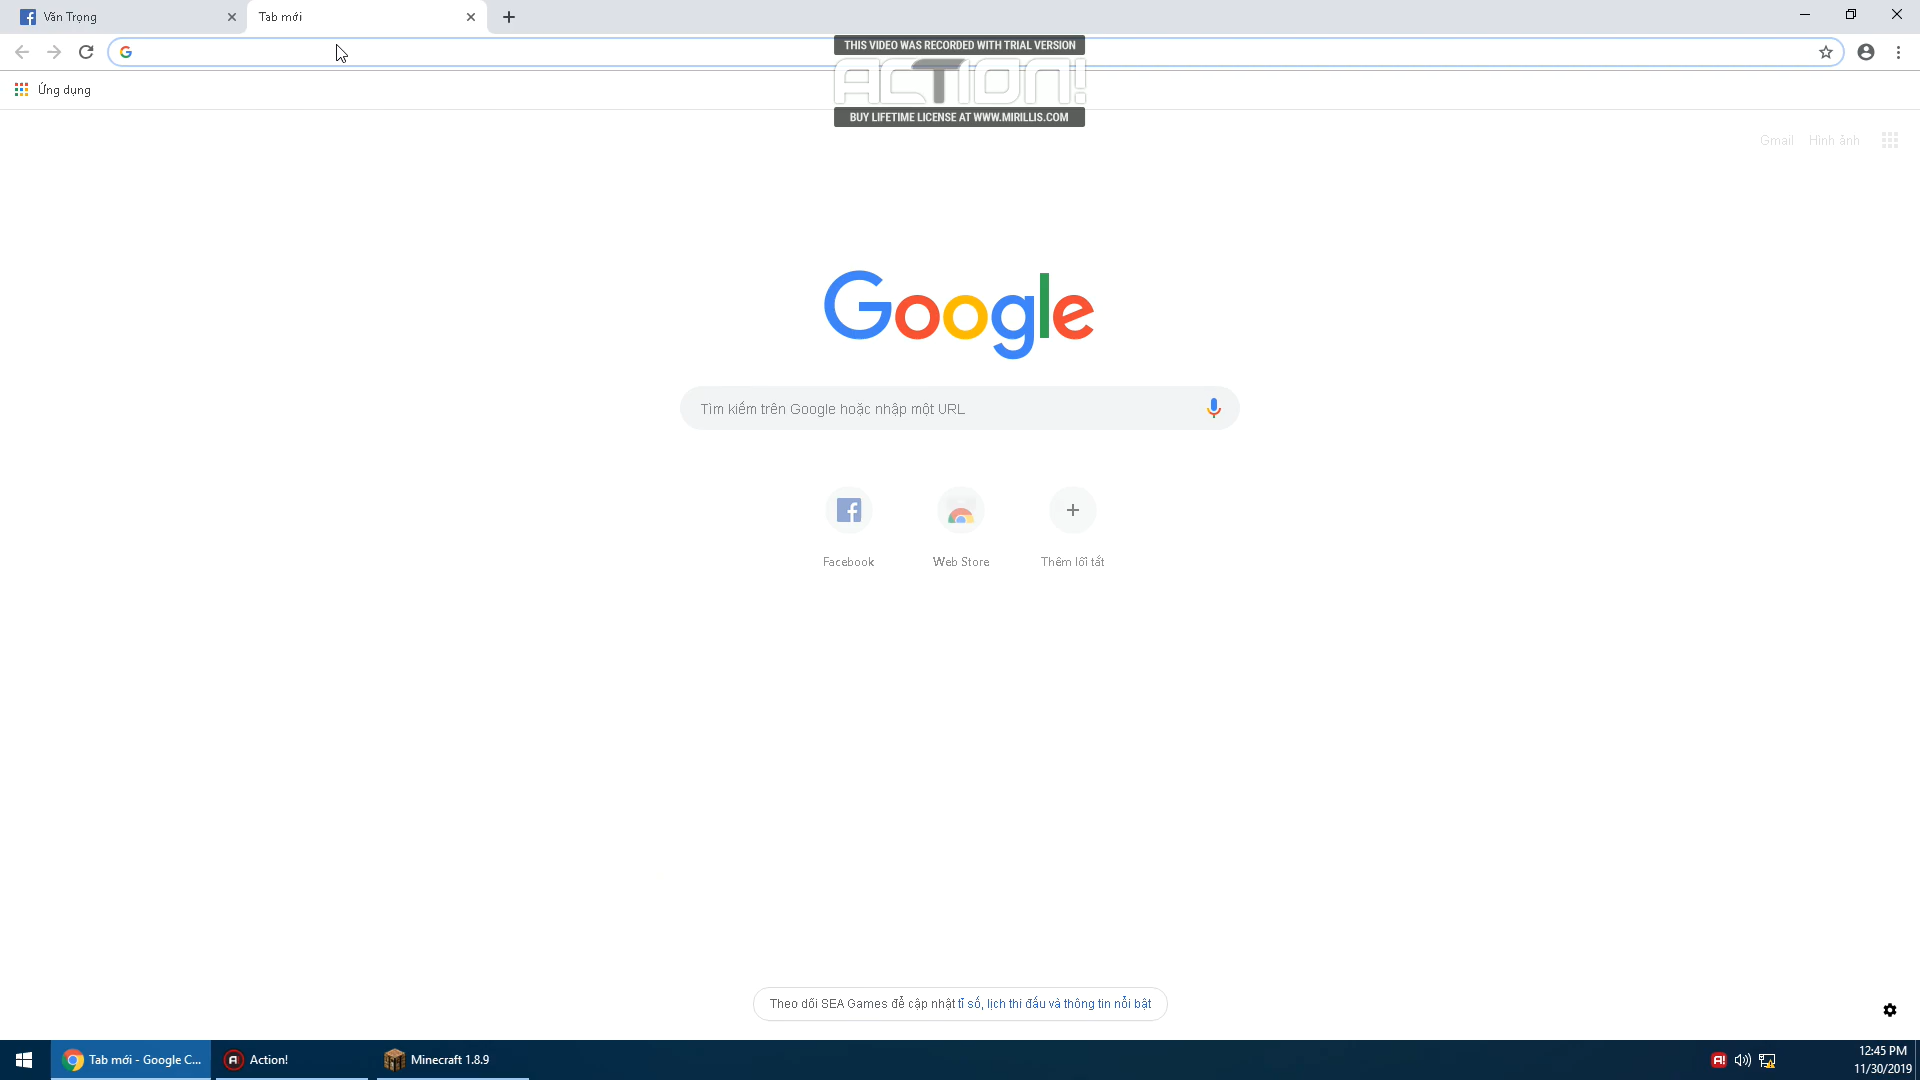 Văn Trọng
Tab mới
THIS VIDEO WAS RECORDED WITH TRIAL VERSION
ACTION!
BUY LIFETIME LICENSE AT WWW.MIRILLIS.COM
Ứng dụng
Gmail Hình ảnh
Google
Tìm kiếm trên Google hoặc nhập một URL
Facebook Web Store Thêm lối tắt
Theo dõi SEA Games để cập nhật tỉ số, lịch thi đấu và thông tin nổi bật
Tab mới - Google C... Action! Minecraft 1.8.9
12:45 PM
11/30/2019